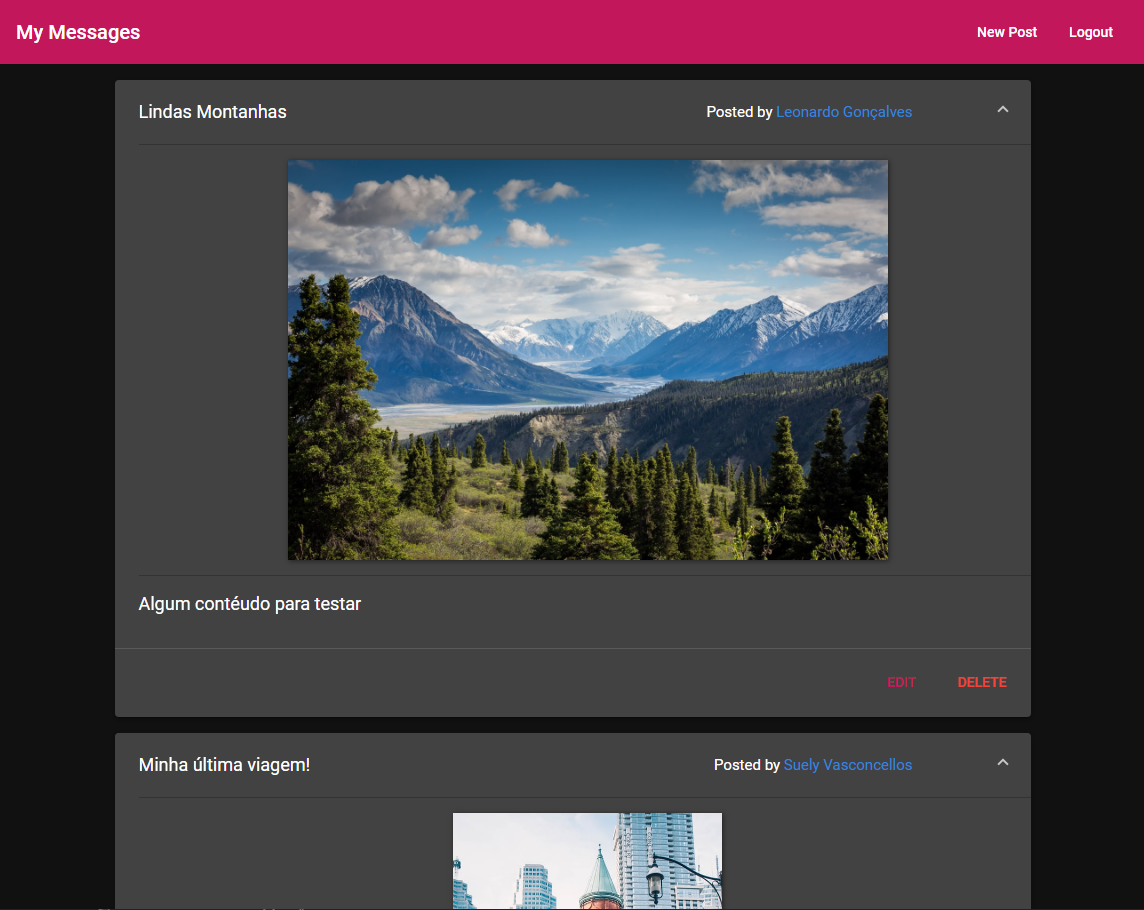 My Messages
New Post
Logout
Lindas Montanhas
Posted by Leonardo Gonçalves
Algum contéudo para testar
EDIT
DELETE
Minha última viagem!
Posted by Suely Vasconcellos